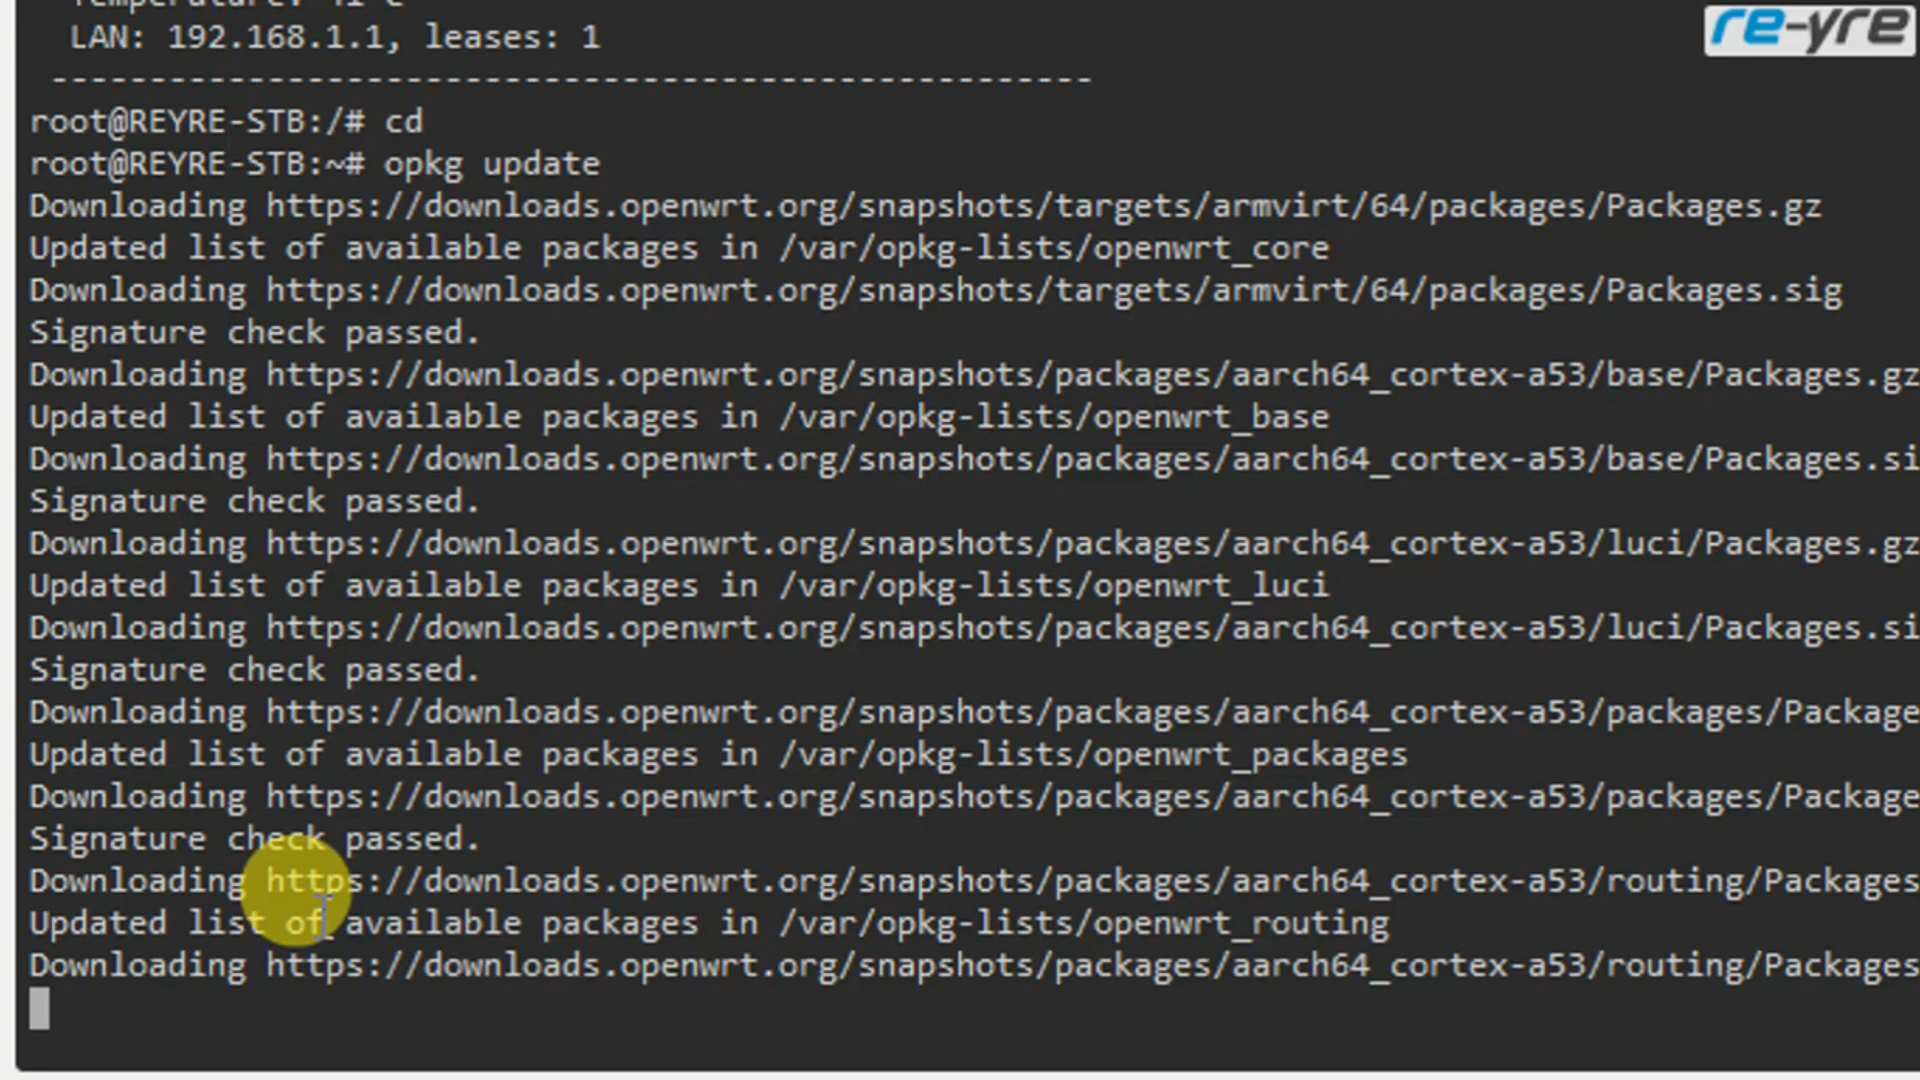 LAN: 192.168.1.1, leases: 1
-----------------------------------------------------
root@REYRE-STB:/# cd
root@REYRE-STB:~# opkg update
Downloading https://downloads.openwrt.org/snapshots/targets/armvirt/64/packages/Packages.gz
Updated list of available packages in /var/opkg-lists/openwrt_core
Downloading https://downloads.openwrt.org/snapshots/targets/armvirt/64/packages/Packages.sig
Signature check passed.
Downloading https://downloads.openwrt.org/snapshots/packages/aarch64_cortex-a53/base/Packages.gz
Updated list of available packages in /var/opkg-lists/openwrt_base
Downloading https://downloads.openwrt.org/snapshots/packages/aarch64_cortex-a53/base/Packages.si
Signature check passed.
Downloading https://downloads.openwrt.org/snapshots/packages/aarch64_cortex-a53/luci/Packages.gz
Updated list of available packages in /var/opkg-lists/openwrt_luci
Downloading https://downloads.openwrt.org/snapshots/packages/aarch64_cortex-a53/luci/Packages.si
Signature check passed.
Downloading https://downloads.openwrt.org/snapshots/packages/aarch64_cortex-a53/packages/Package
Updated list of available packages in /var/opkg-lists/openwrt_packages
Downloading https://downloads.openwrt.org/snapshots/packages/aarch64_cortex-a53/packages/Package
Signature check passed.
Downloading https://downloads.openwrt.org/snapshots/packages/aarch64_cortex-a53/routing/Packages
Updated list of available packages in /var/opkg-lists/openwrt_routing
Downloading https://downloads.openwrt.org/snapshots/packages/aarch64_cortex-a53/routing/Packages
re-yre